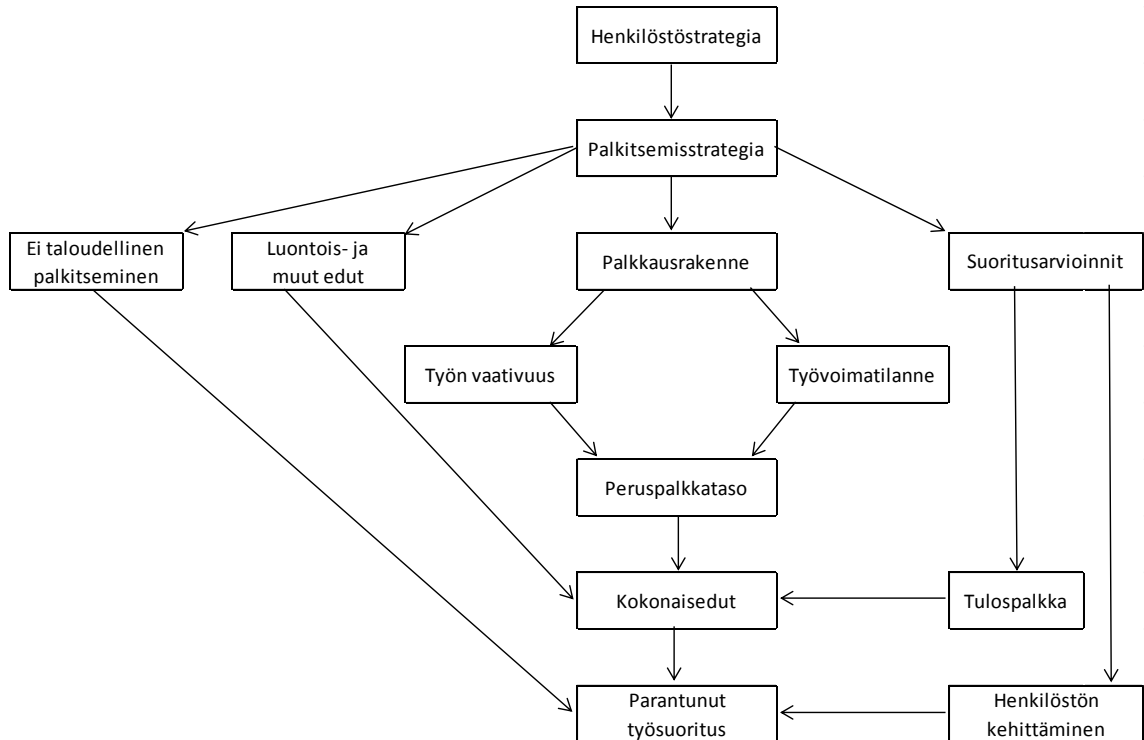 Henkilöstöstrategia
Palkitsemisstrategia
Ei taloudellinen
palkitseminen
Luontois- ja
muut edut
Palkkausrakenne
Suoritusarvioinnit
Työn vaativuus
Työvoimatilanne
Peruspalkkataso
Kokonaisedut
Tulospalkka
Parantunut
työsuoritus
Henkilöstön
kehittäminen